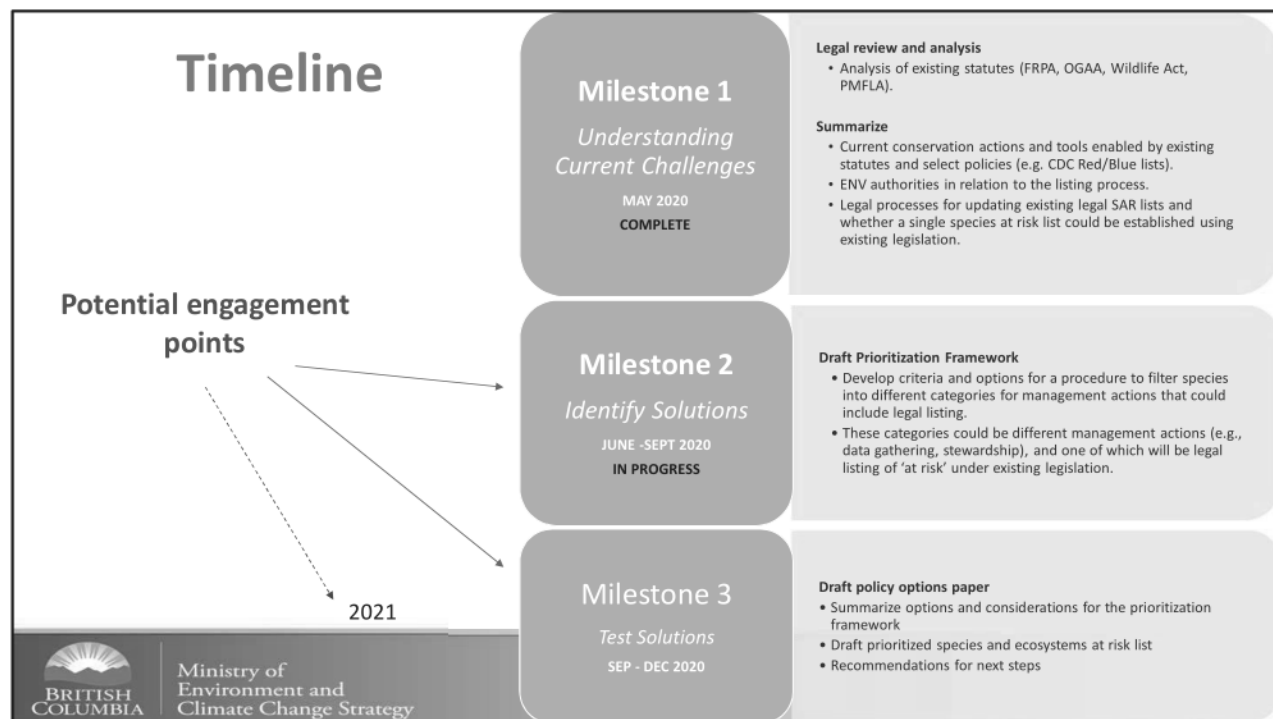 Timeline
Potential engagement
points
2021
BRITISH
COLUMBIA
Ministry of
Environment and
Climate Change Strategy
Milestone 1
Understanding
Current Challenges
MAY 2020
COMPLETE
Legal review and analysis
• Analysis of existing statutes (FRPA, OGAA, Wildlife Act,
PMFLA).
Summarize
• Current conservation actions and tools enabled by existing
statutes and select policies (e.g. CDC Red/Blue lists).
• ENV authorities in relation to the listing process.
• Legal processes for updating existing legal SAR lists and
whether a single species at risk list could be established using
existing legislation.
Milestone 2
Identify Solutions
JUNE -SEPT 2020
IN PROGRESS
Draft Prioritization Framework
• Develop criteria and options for a procedure to filter species
into different categories for management actions that could
include legal listing.
• These categories could be different management actions (e.g.,
data gathering, stewardship), and one of which will be legal
listing of ‘at risk’ under existing legislation.
Milestone 3
Test Solutions
SEP - DEC 2020
Draft policy options paper
• Summarize options and considerations for the prioritization
framework
• Draft prioritized species and ecosystems at risk list
• Recommendations for next steps